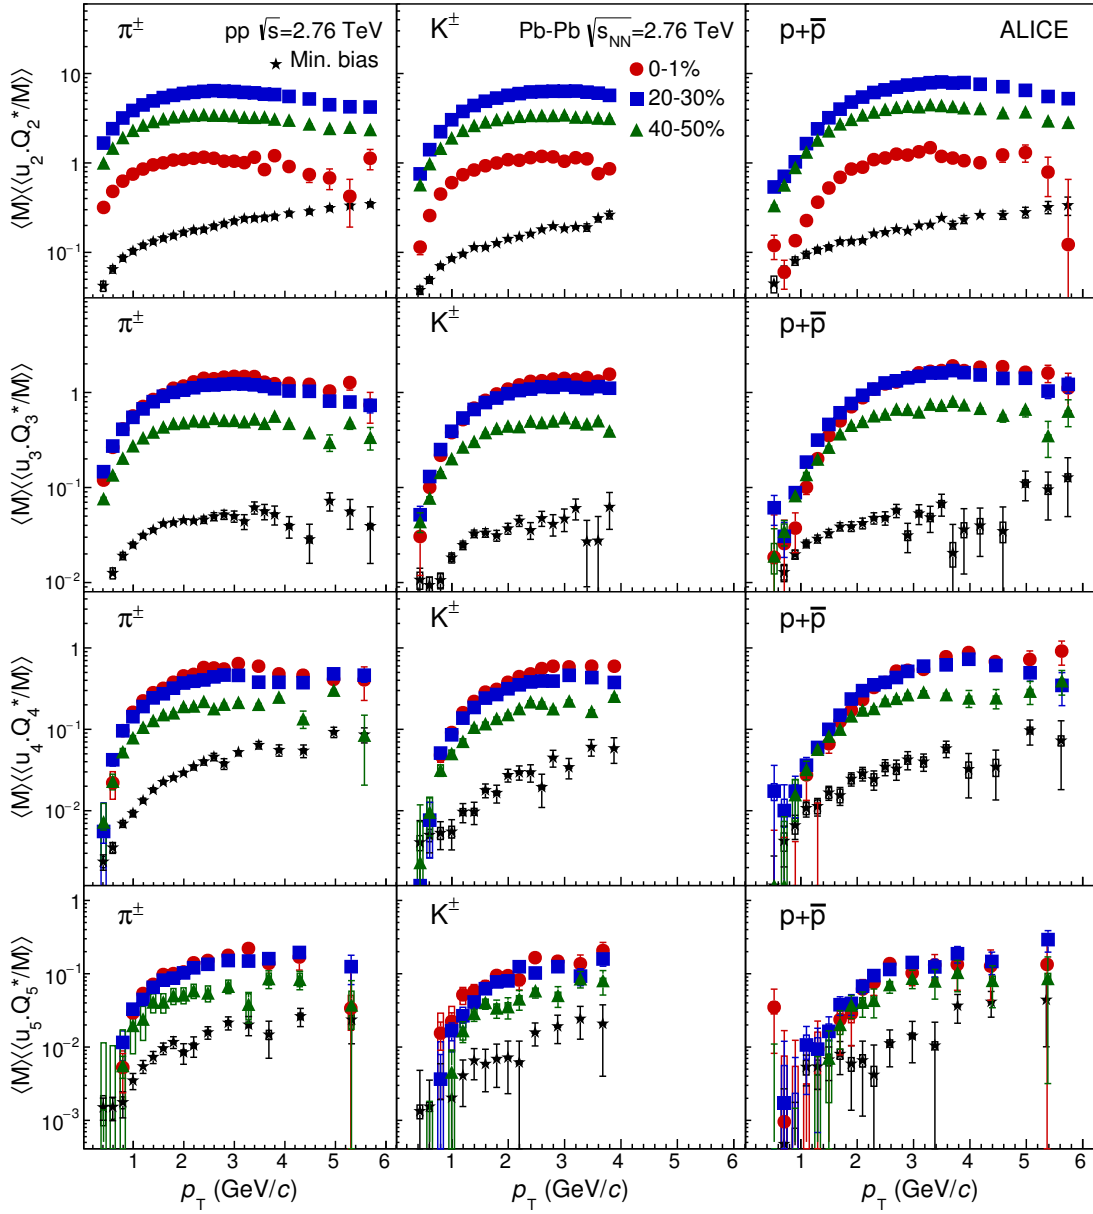 π± pp √s=2.76 TeV K± Pb-Pb √sNN=2.76 TeV p+p̅ ALICE
★ Min. bias
0-1%
20-30%
40-50%
⟨M⟩⟨⟨u2.Q2*/M⟩⟩
10
1
10⁻¹
π± K± p+p̅
⟨M⟩⟨⟨u3.Q3*/M⟩⟩
1
10⁻¹
10⁻²
π± K± p+p̅
⟨M⟩⟨⟨u4.Q4*/M⟩⟩
1
10⁻¹
10⁻²
π± K± p+p̅
⟨M⟩⟨⟨u5.Q5*/M⟩⟩
1
10⁻¹
10⁻²
10⁻³
1 2 3 4 5 6 1 2 3 4 5 6 1 2 3 4 5 6
pT (GeV/c) pT (GeV/c) pT (GeV/c)